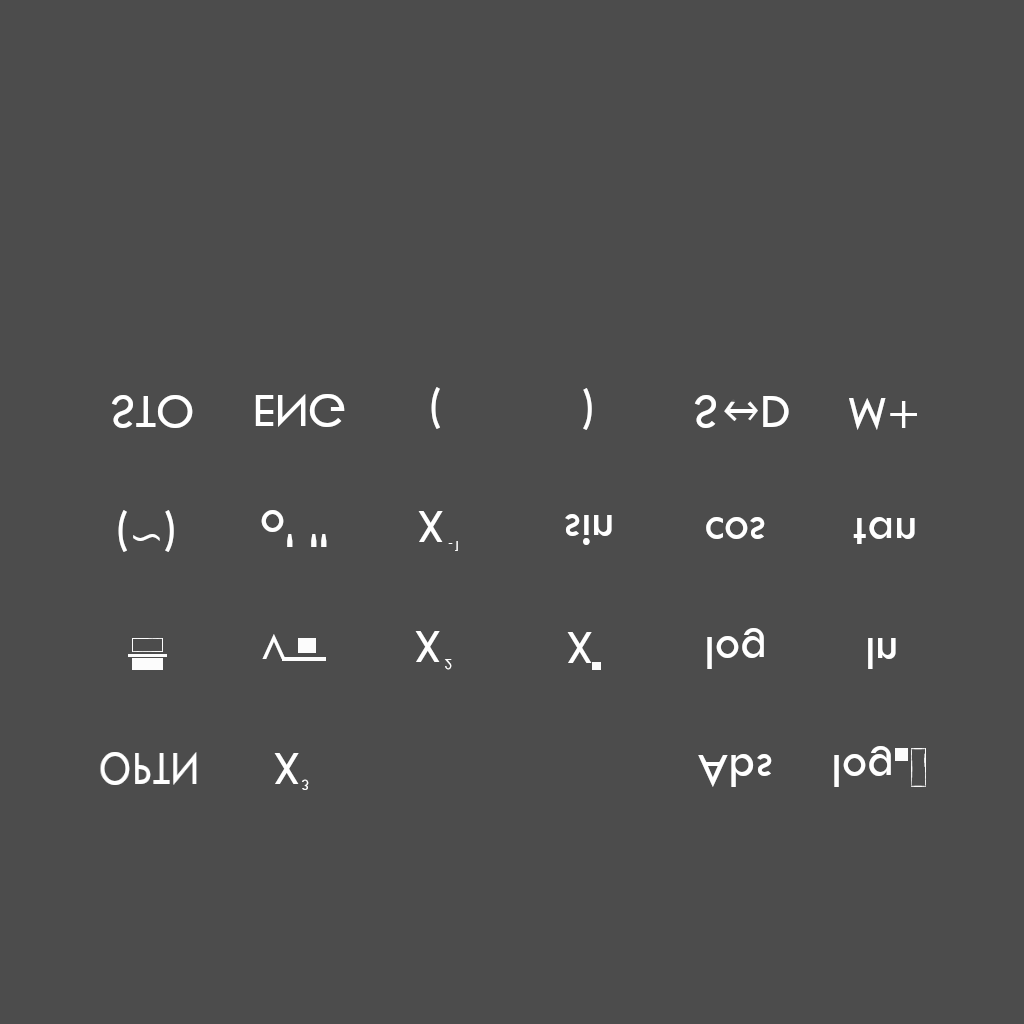 OPTN x³ Abs log■□
■/□ √■ x² x■ log ln
(~) °' '' x⁻¹ sin cos tan
STO ENG ( ) S↔D M+